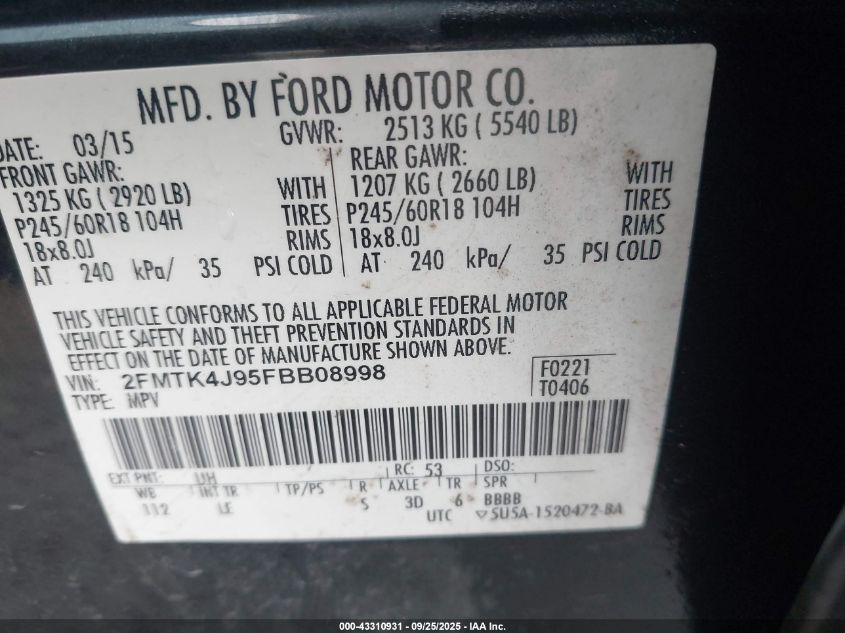 MFD. BY FORD MOTOR CO.
DATE: 03/15 GVWR: 2513 KG ( 5540 LB)
FRONT GAWR: REAR GAWR:
1325 KG ( 2920 LB) WITH 1207 KG ( 2660 LB) WITH
P245/60R18 104H TIRES P245/60R18 104H TIRES
18x8.0J RIMS 18x8.0J RIMS
AT 240 kPa/ 35 PSI COLD AT 240 kPa/ 35 PSI COLD
THIS VEHICLE CONFORMS TO ALL APPLICABLE FEDERAL MOTOR
VEHICLE SAFETY AND THEFT PREVENTION STANDARDS IN
EFFECT ON THE DATE OF MANUFACTURE SHOWN ABOVE.
VIN: 2FMTK4J95FBB08998 F0221
TYPE: MPV T0406
EXT PNT: UH RC: 53 DSO:
WB INT TR TP/PS R AXLE TR SPR
112 LE S 3D 6 BBBB
UTC ▽5U5A-1520472-BA
000-43310931 - 09/25/2025 - IAA Inc.